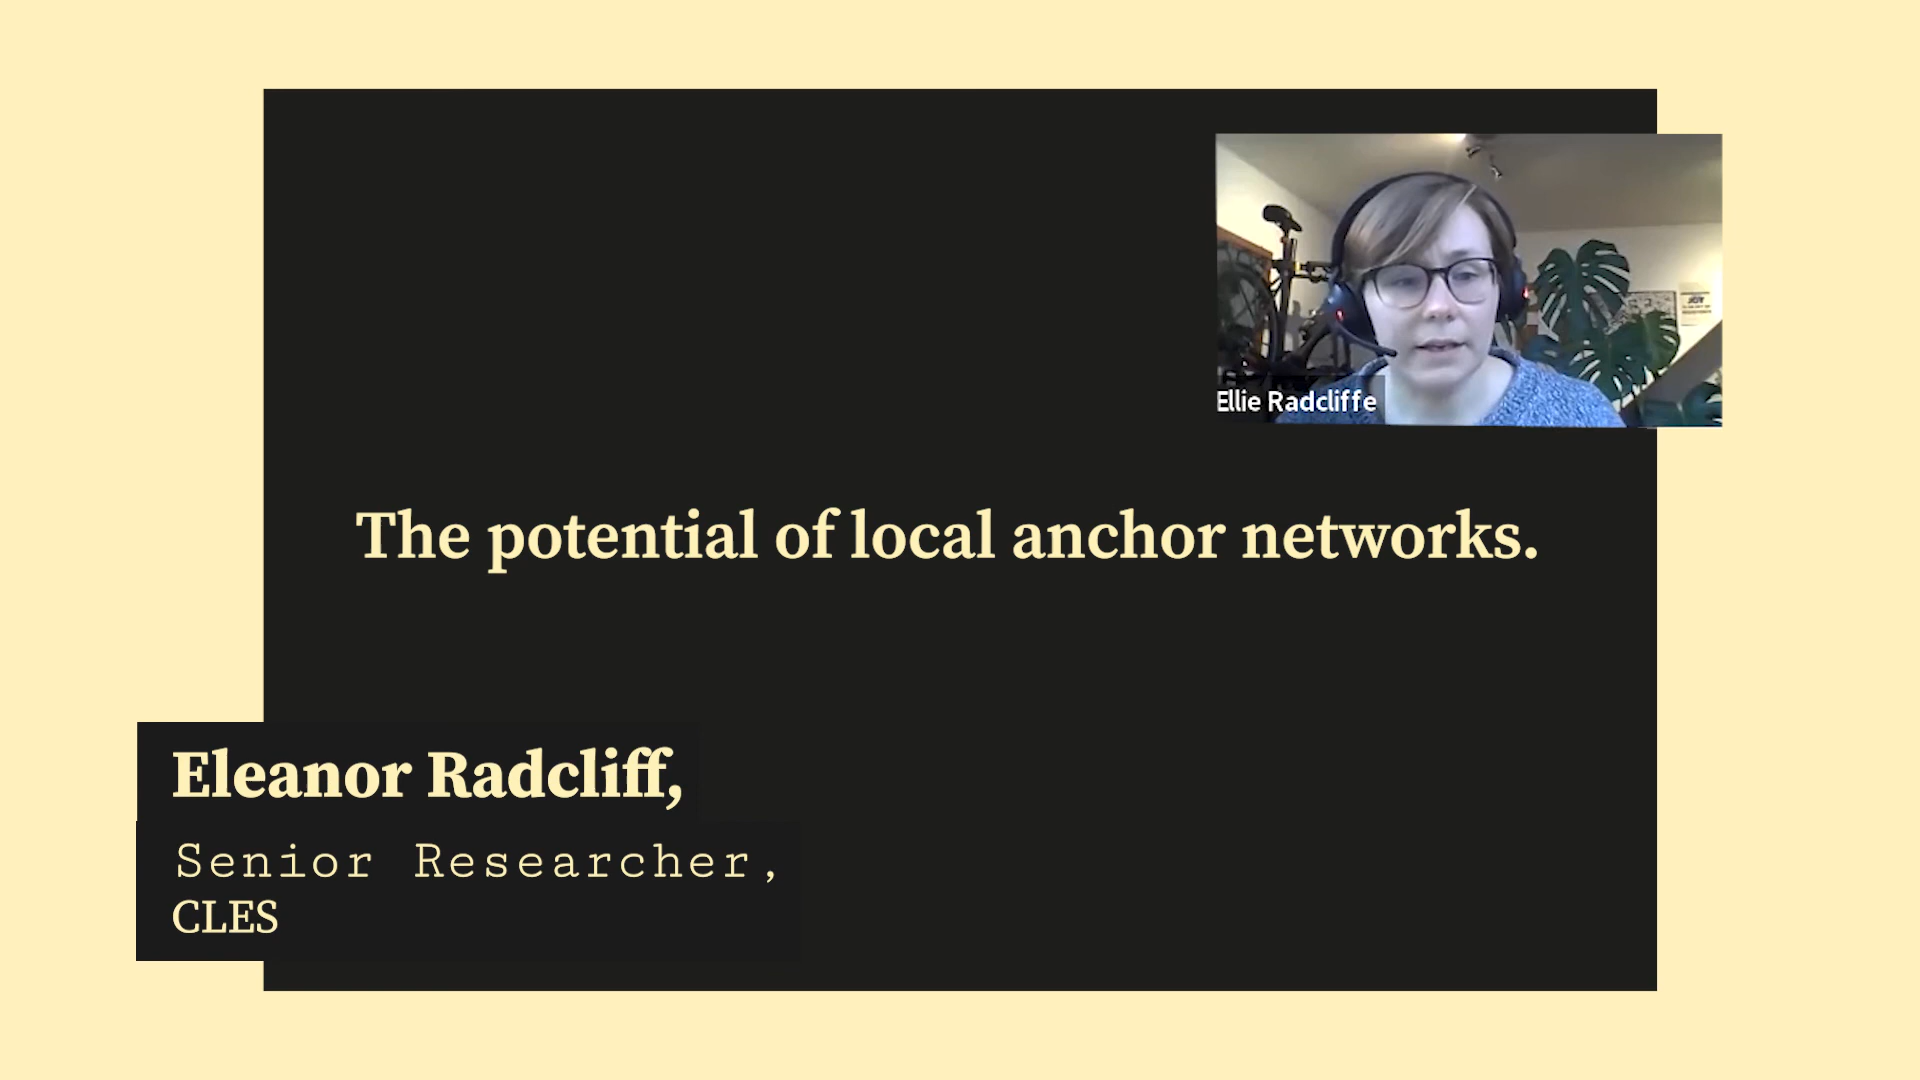 Ellie Radcliffe
The potential of local anchor networks.
Eleanor Radcliff,
Senior Researcher,
CLES